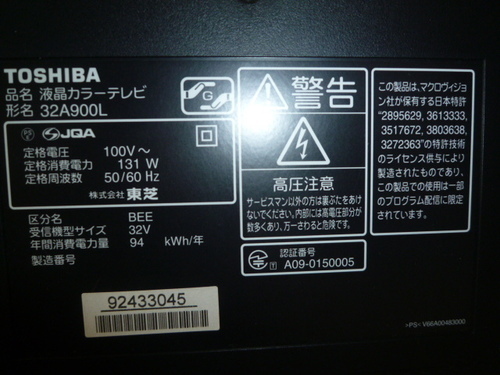 TOSHIBA
品名 液晶カラーテレビ
形名 32A900L
G
JQA
定格電圧 100V～
定格消費電力 131 W
定格周波数 50/60 Hz
株式会社 東芝
区分名 BEE
受信機型サイズ 32V
年間消費電力量 94 kWh/年
製造番号
92433045
警告
高圧注意
サービスマン以外の方は裏ぶたをあけ
ないでください。内部には高電圧部分が
数多く、万一さわると危険です。
認証番号
A09-0150005
この製品は、マクロヴィジョ
ン社が保有する日本特許
"2895629, 3613333,
3517672, 3803638,
3272363"の特許技術
のライセンス供与により
製造されたものであり、こ
の製品での使用は一部
のプログラム配信に限定さ
れています。
>PS< V66A00483000